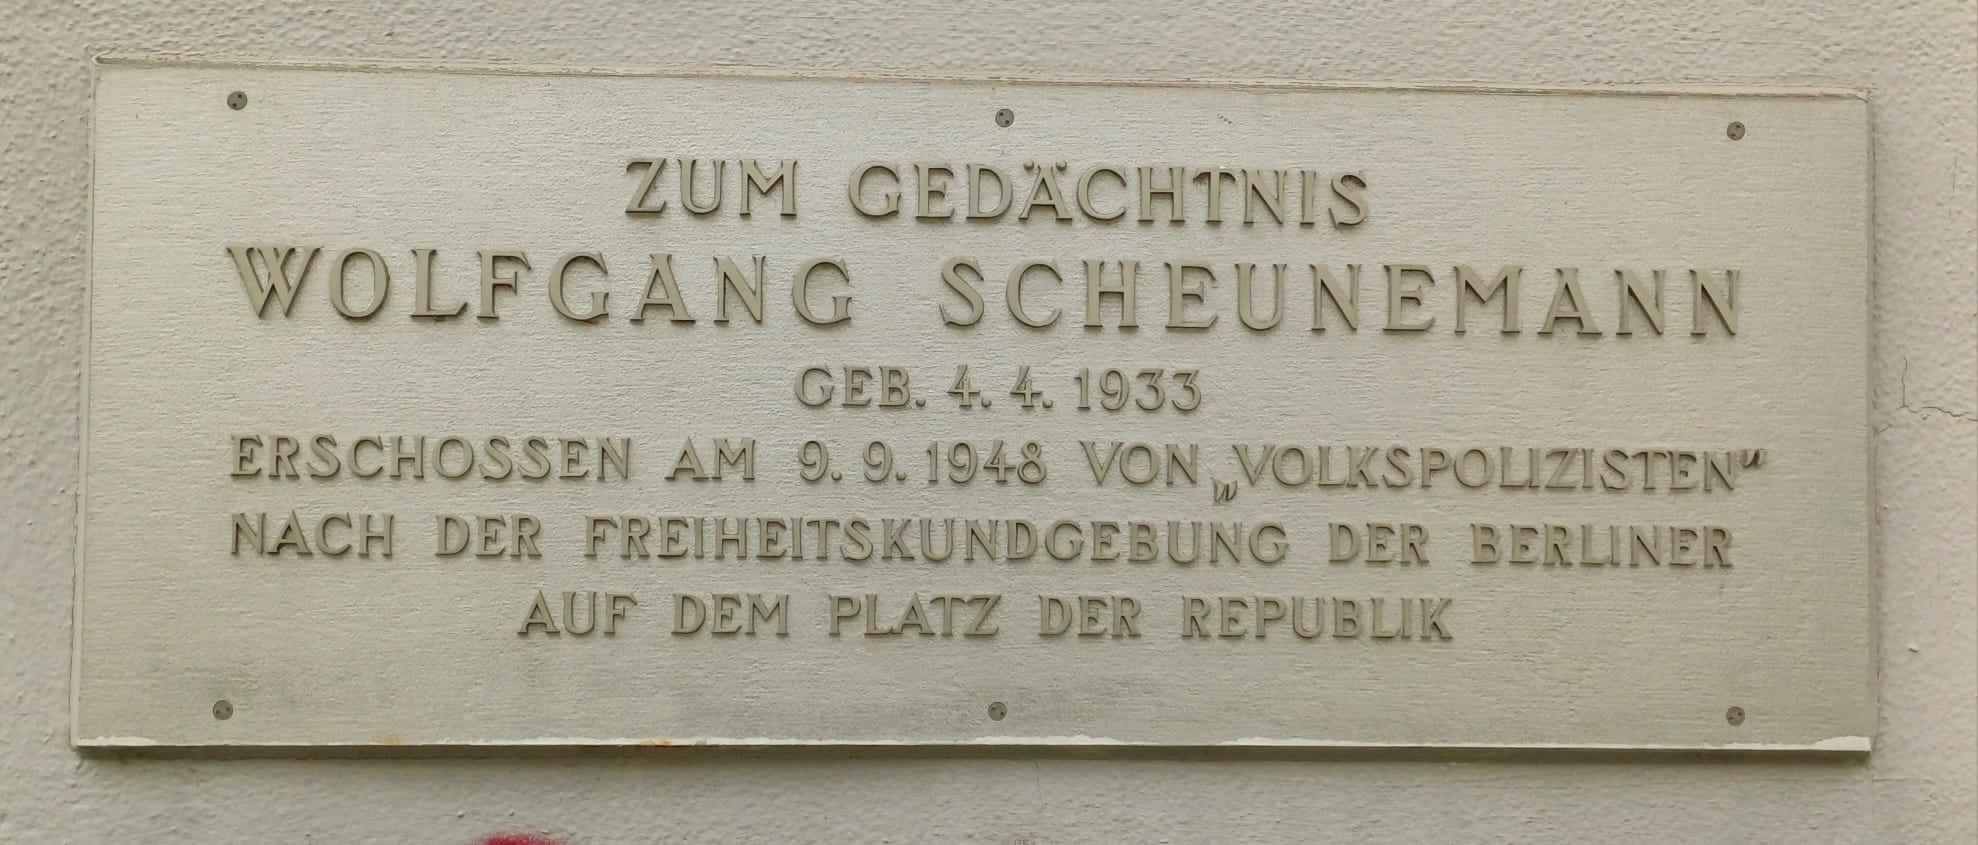 ZUM GEDÄCHTNIS
WOLFGANG SCHEUNEMANN
GEB. 4. 4. 1933
ERSCHOSSEN AM 9. 9. 1948 VON „VOLKSPOLIZISTEN“
NACH DER FREIHEITSKUNDGEBUNG DER BERLINER
AUF DEM PLATZ DER REPUBLIK